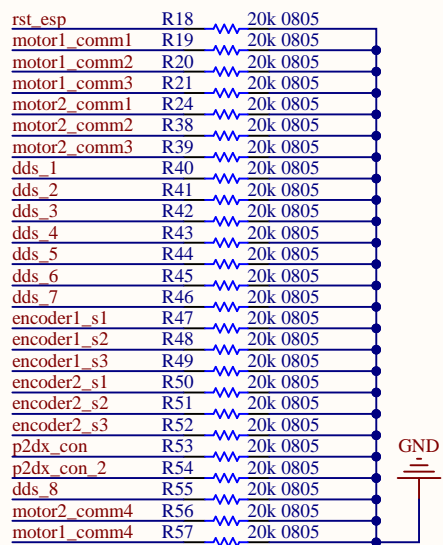 rst_esp R18 20k 0805
motor1_comm1 R19 20k 0805
motor1_comm2 R20 20k 0805
motor1_comm3 R21 20k 0805
motor2_comm1 R24 20k 0805
motor2_comm2 R38 20k 0805
motor2_comm3 R39 20k 0805
dds_1 R40 20k 0805
dds_2 R41 20k 0805
dds_3 R42 20k 0805
dds_4 R43 20k 0805
dds_5 R44 20k 0805
dds_6 R45 20k 0805
dds_7 R46 20k 0805
encoder1_s1 R47 20k 0805
encoder1_s2 R48 20k 0805
encoder1_s3 R49 20k 0805
encoder2_s1 R50 20k 0805
encoder2_s2 R51 20k 0805
encoder2_s3 R52 20k 0805
p2dx_con R53 20k 0805 GND
p2dx_con_2 R54 20k 0805
dds_8 R55 20k 0805
motor2_comm4 R56 20k 0805
motor1_comm4 R57 20k 0805